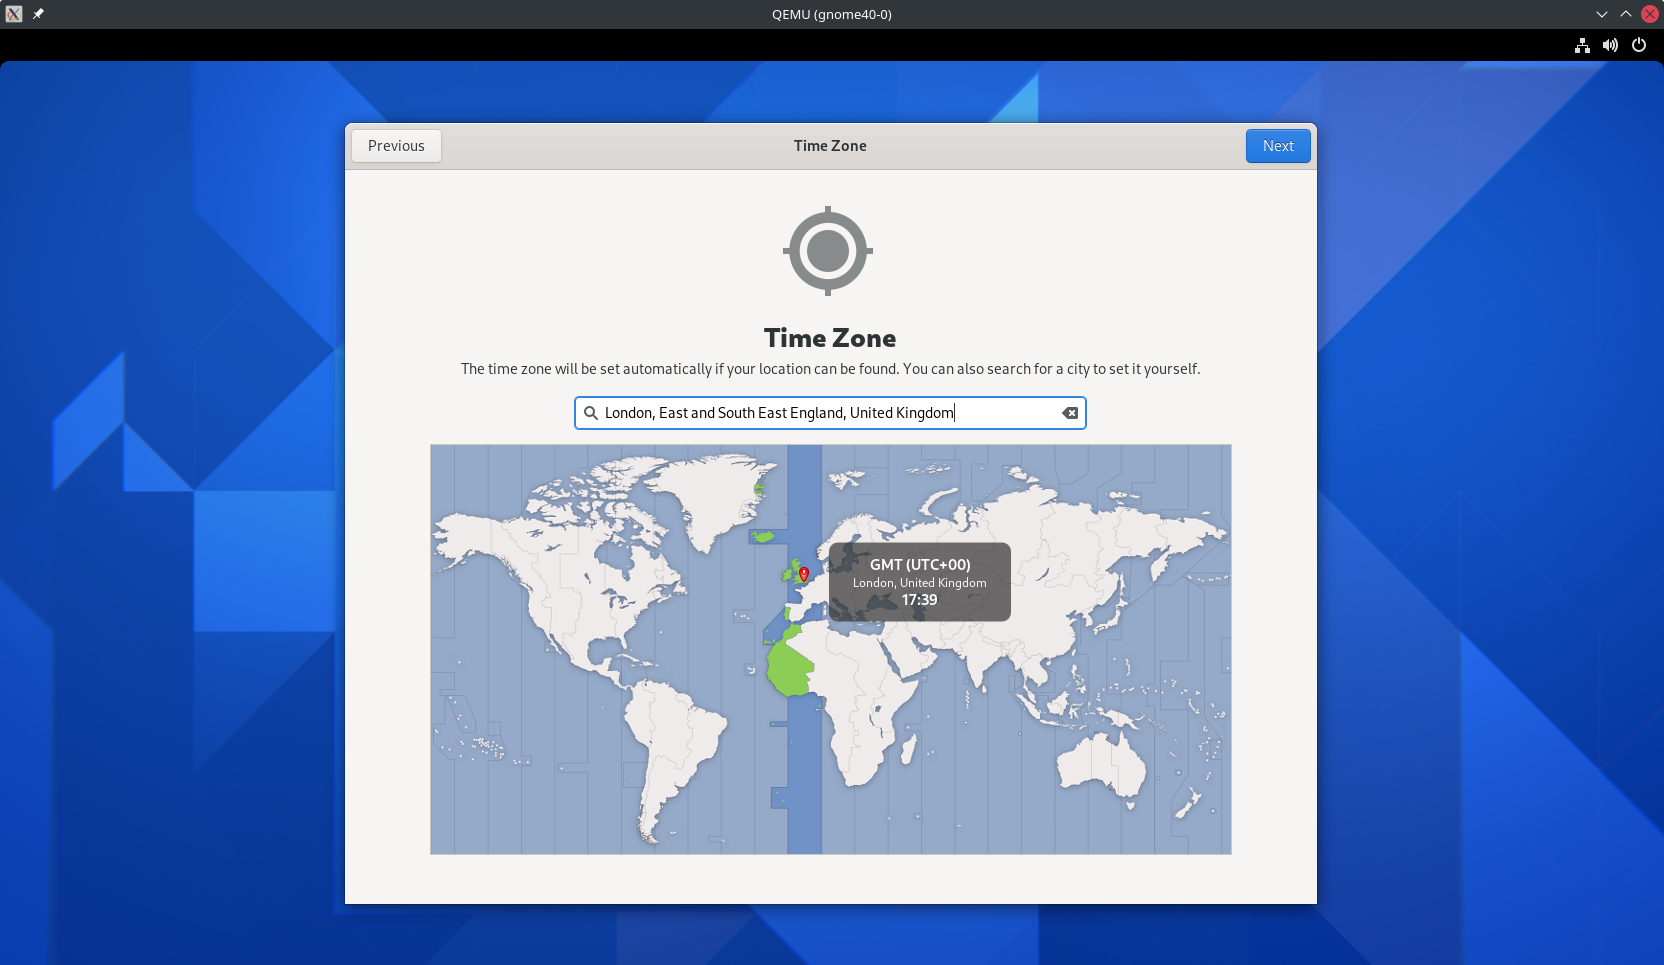 QEMU (gnome40-0)
Previous
Time Zone
Next
Time Zone
The time zone will be set automatically if your location can be found. You can also search for a city to set it yourself.
London, East and South East England, United Kingdom
GMT (UTC+00)
London, United Kingdom
17:39